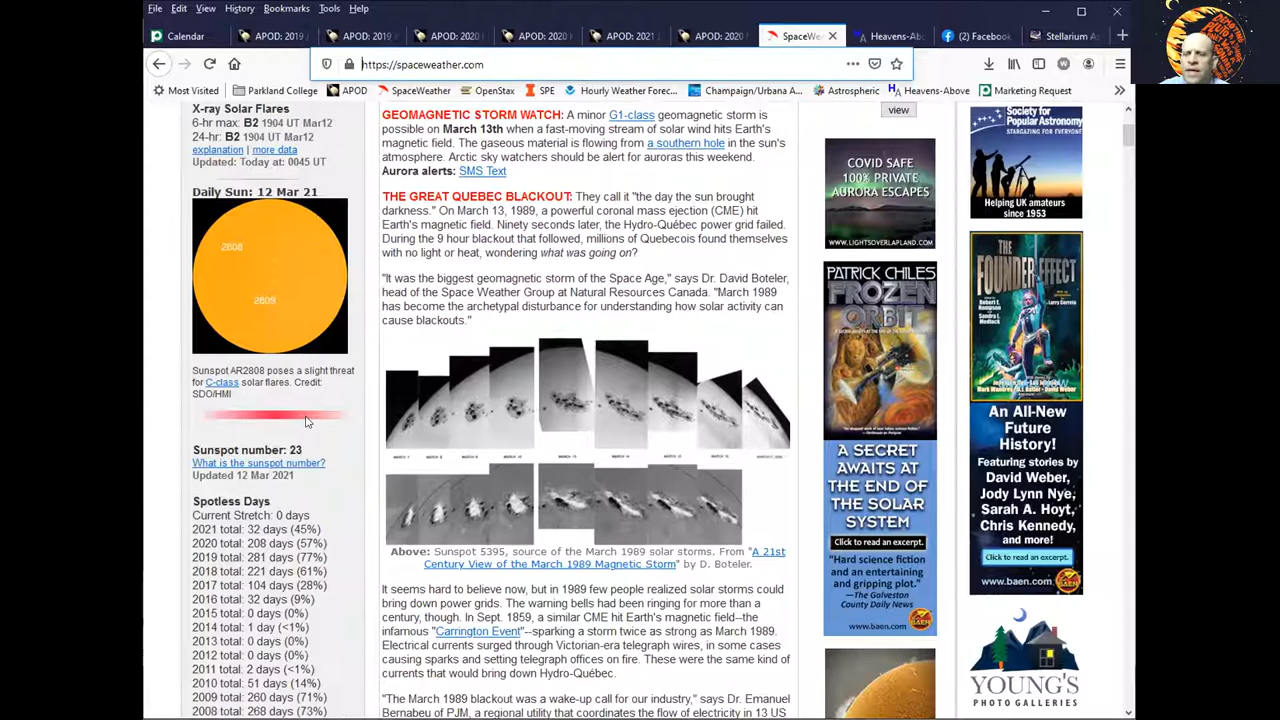 File Edit View History Bookmarks Tools Help
Calendar
APOD: 2019
APOD: 2019
APOD: 2020
APOD: 2020
APOD: 2021
APOD: 2020
SpaceWea
Heavens-Above
(2) Facebook
Stellarium
https://spaceweather.com
Most Visited Parkland College APOD SpaceWeather OpenStax SPE Hourly Weather Forec... Champaign/Urbana A... Astrospheric Heavens-Above Marketing Request
X-ray Solar Flares
6-hr max: B2 1904 UT Mar12
24-hr: B2 1904 UT Mar12
explanation | more data
Updated: Today at: 0045 UT
Daily Sun: 12 Mar 21
2808
2809
Sunspot AR2808 poses a slight threat
for C-class solar flares. Credit:
SDO/HMI
Sunspot number: 23
What is the sunspot number?
Updated 12 Mar 2021
Spotless Days
Current Stretch: 0 days
2021 total: 32 days (45%)
2020 total: 208 days (57%)
2019 total: 281 days (77%)
2018 total: 221 days (61%)
2017 total: 104 days (28%)
2016 total: 32 days (9%)
2015 total: 0 days (0%)
2014 total: 1 day (<1%)
2013 total: 0 days (0%)
2012 total: 0 days (0%)
2011 total: 2 days (<1%)
2010 total: 51 days (14%)
2009 total: 260 days (71%)
2008 total: 268 days (73%)
GEOMAGNETIC STORM WATCH: A minor G1-class geomagnetic storm is
possible on March 13th when a fast-moving stream of solar wind hits Earth's
magnetic field. The gaseous material is flowing from a southern hole in the sun's
atmosphere. Arctic sky watchers should be alert for auroras this weekend.
Aurora alerts: SMS Text
THE GREAT QUEBEC BLACKOUT: They call it "the day the sun brought
darkness." On March 13, 1989, a powerful coronal mass ejection (CME) hit
Earth's magnetic field. Ninety seconds later, the Hydro-Québec power grid failed.
During the 9 hour blackout that followed, millions of Quebecois found themselves
with no light or heat, wondering what was going on?
"It was the biggest geomagnetic storm of the Space Age," says Dr. David Boteler,
head of the Space Weather Group at Natural Resources Canada. "March 1989
has become the archetypal disturbance for understanding how solar activity can
cause blackouts."
Above: Sunspot 5395, source of the March 1989 solar storms. From "A 21st
Century View of the March 1989 Magnetic Storm" by D. Boteler.
It seems hard to believe now, but in 1989 few people realized solar storms could
bring down power grids. The warning bells had been ringing for more than a
century, though. In Sept. 1859, a similar CME hit Earth's magnetic field--the
infamous "Carrington Event"--sparking a storm twice as strong as March 1989.
Electrical currents surged through Victorian-era telegraph wires, in some cases
causing sparks and setting telegraph offices on fire. These were the same kind of
currents that would bring down Hydro-Québec.
"The March 1989 blackout was a wake-up call for our industry," says Dr. Emanuel
Bernabeu of PJM, a regional utility that coordinates the flow of electricity in 13 US
view
COVID SAFE
100% PRIVATE
AURORA ESCAPES
WWW.LIGHTSOVERLAPLAND.COM
PATRICK CHILES
FROZEN
ORBIT
A SECRET
AWAITS AT
THE END OF
THE SOLAR
SYSTEM
Click to read an excerpt.
"Hard science fiction
and an entertaining
and gripping plot."
—The Galveston
County Daily News
www.baen.com
BAEN
Society for
Popular Astronomy
STARGAZING FOR EVERYONE
Helping UK amateurs
since 1953
THE
FOUNDER
EFFECT
An All-New
Future
History!
Featuring stories by
David Weber,
Jody Lynn Nye,
Sarah A. Hoyt,
Chris Kennedy,
and more!
Click to read an excerpt.
www.baen.com
BAEN
YOUNG'S
PHOTO GALLERIES